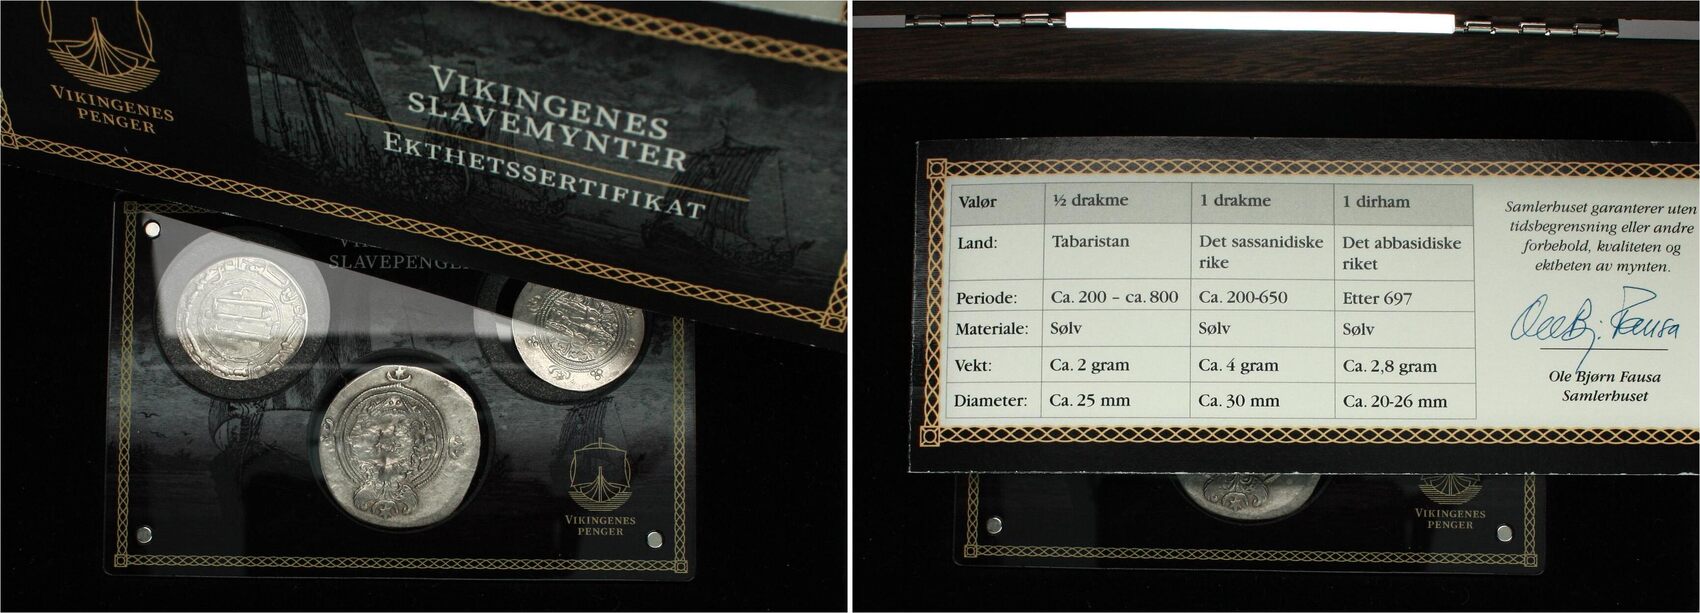 VIKINGENES
PENGER
VIKINGENES
SLAVEMYNTER
EKTHETSSERTIFIKAT
SLAVEPENGE
VIKINGENES
PENGER
Valør ½ drakme 1 drakme 1 dirham
Land: Tabaristan Det sassanidiske rike Det abbasidiske riket
Periode: Ca. 200 – ca. 800 Ca. 200-650 Etter 697
Materiale: Sølv Sølv Sølv
Vekt: Ca. 2 gram Ca. 4 gram Ca. 2,8 gram
Diameter: Ca. 25 mm Ca. 30 mm Ca. 20-26 mm
Samlerhuset garanterer uten
tidsbegrensning eller andre
forbehold, kvaliteten og
ektheten av mynten.
Ole Bj. Fausa
Ole Bjørn Fausa
Samlerhuset
VIKINGENES
PENGER